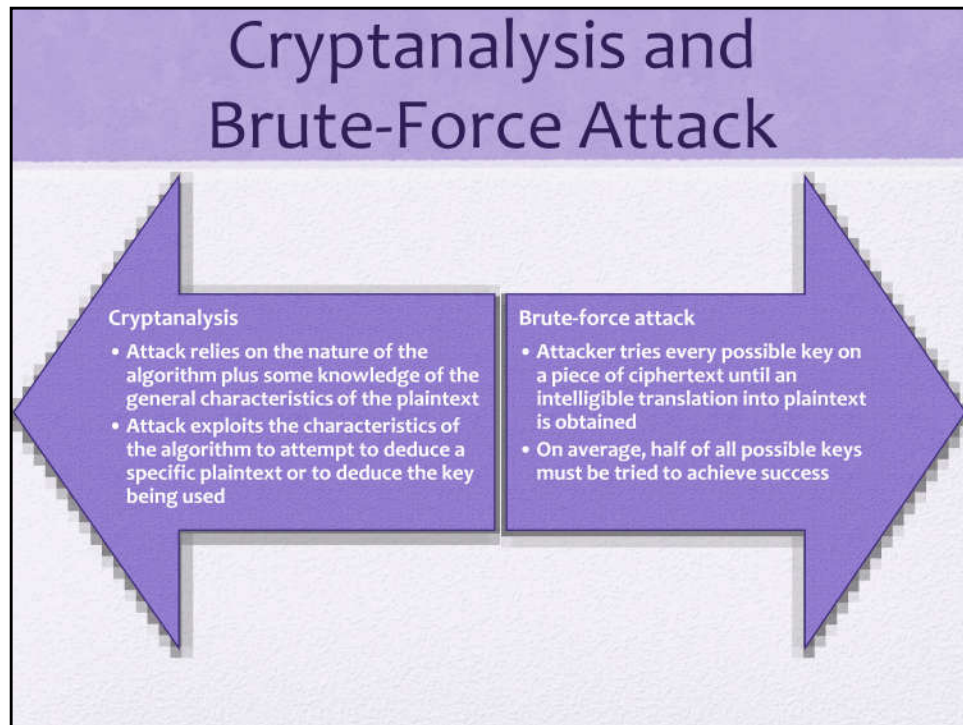 Cryptanalysis and
Brute-Force Attack
Cryptanalysis
• Attack relies on the nature of the
algorithm plus some knowledge of the
general characteristics of the plaintext
• Attack exploits the characteristics of
the algorithm to attempt to deduce a
specific plaintext or to deduce the key
being used
Brute-force attack
• Attacker tries every possible key on
a piece of ciphertext until an
intelligible translation into plaintext
is obtained
• On average, half of all possible keys
must be tried to achieve success